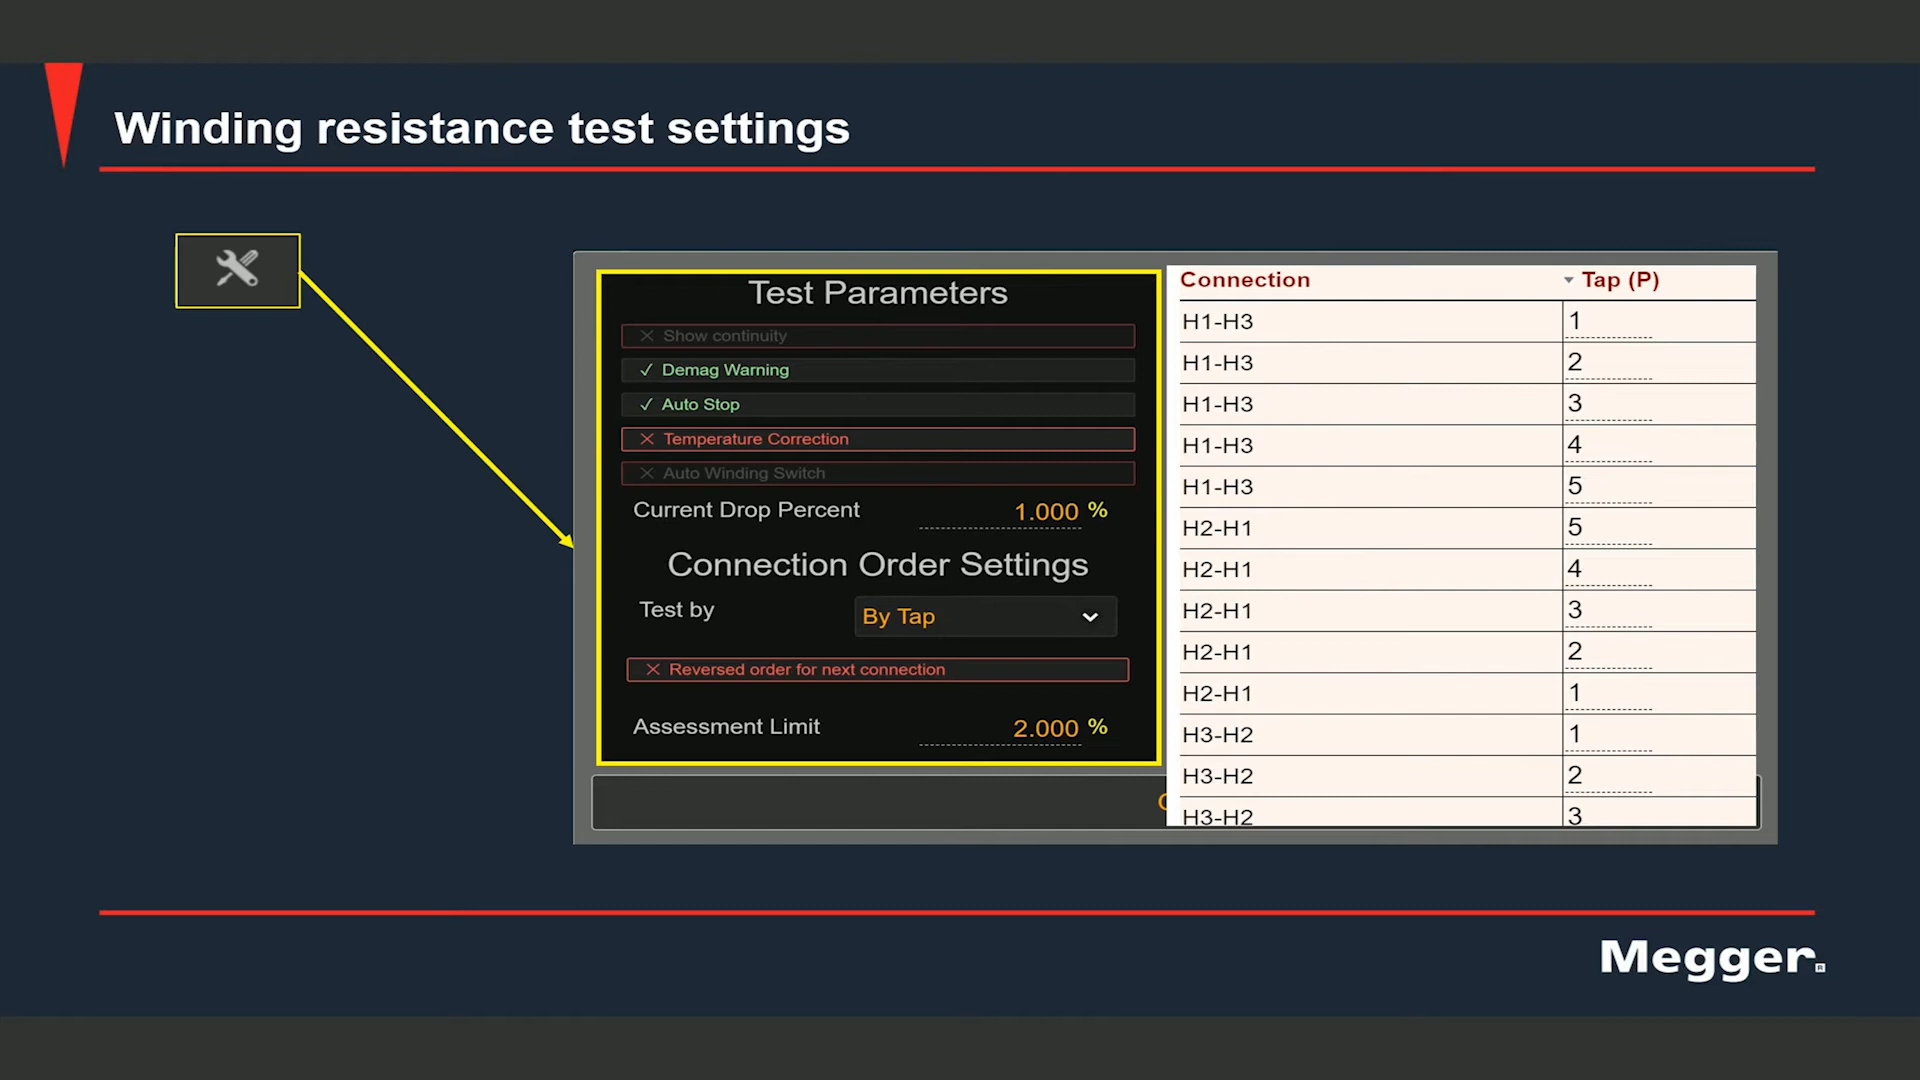 Winding resistance test settings
Test Parameters
Show continuity
Demag Warning
Auto Stop
Temperature Correction
Auto Winding Switch
Current Drop Percent 1.000 %
Connection Order Settings
Test by By Tap
Reversed order for next connection
Assessment Limit 2.000 %
Connection Tap (P)
H1-H3 1
H1-H3 2
H1-H3 3
H1-H3 4
H1-H3 5
H2-H1 5
H2-H1 4
H2-H1 3
H2-H1 2
H2-H1 1
H3-H2 1
H3-H2 2
H3-H2 3
Megger.